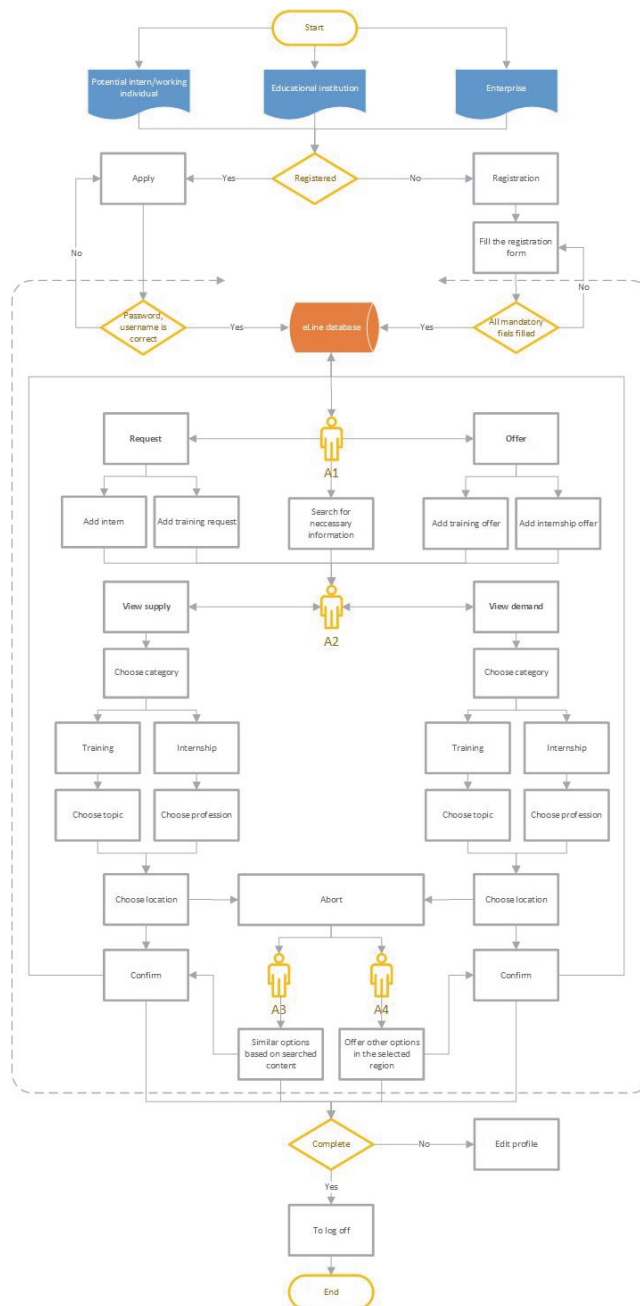 Start
Potential intern/working
individual
Educational institution
Enterprise
Apply
Yes
Registered
No
Registration
Fill the registration
form
No
No
Password,
username is
correct
Yes
eLine database
Yes
All mandatory
fiels filled
Request
A1
Offer
Add intern
Add training request
Search for
neccessary
information
Add training offer
Add internship offer
View supply
A2
View demand
Choose category
Choose category
Training
Internship
Training
Internship
Choose topic
Choose profession
Choose topic
Choose profession
Choose location
Abort
Choose location
Confirm
A3
A4
Confirm
Similar options
based on searched
content
Offer other options
in the selected
region
Complete
No
Edit profile
Yes
To log off
End